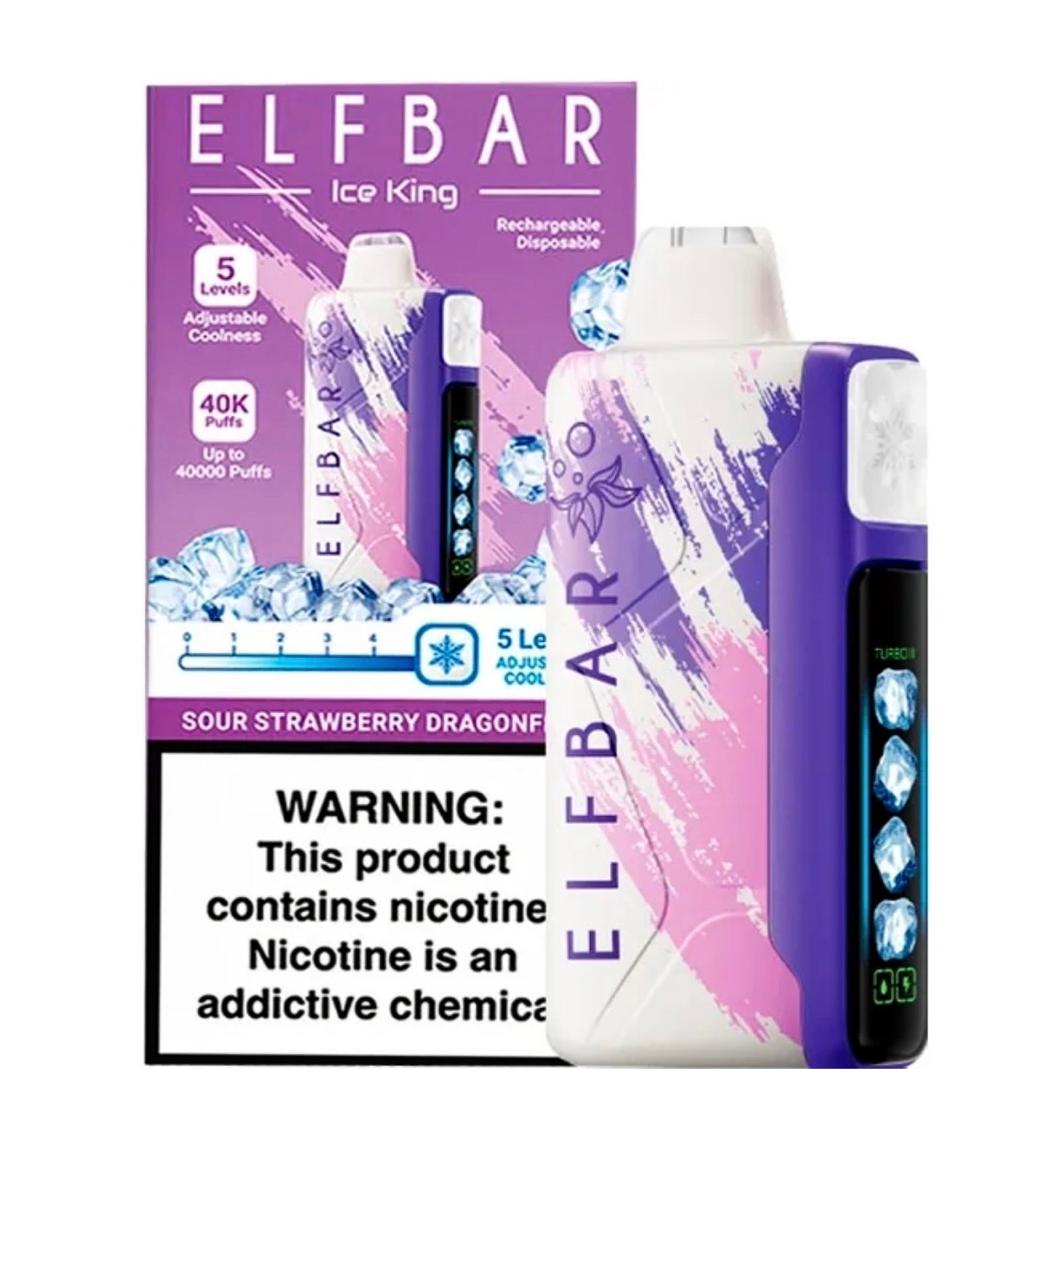 ELFBAR
Ice King
Rechargeable
Disposable
5
Levels
Adjustable
Coolness
40K
Puffs
Up to
40000 Puffs
ELFBAR
0 1 2 3 4
5 Le
ADJUS
COOL
SOUR STRAWBERRY DRAGONF
WARNING:
This product
contains nicotine
Nicotine is an
addictive chemica
ELFBAR
TURBO